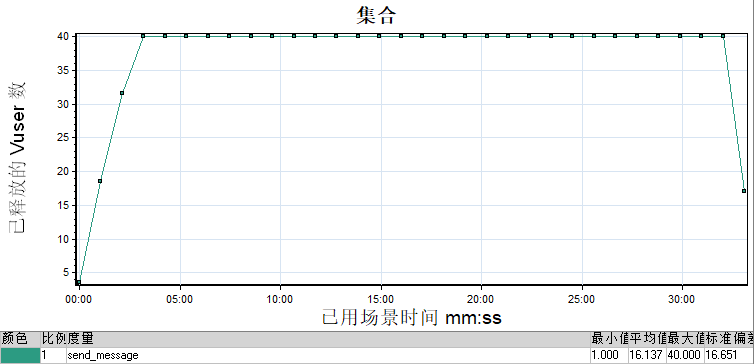 集合
已释放的 Vuser 数
40
35
30
25
20
15
10
5
00:00 05:00 10:00 15:00 20:00 25:00 30:00
已用场景时间 mm:ss
颜色 比例 度量 最小值 平均值 最大值 标准偏差
1 send_message 1.000 16.137 40.000 16.651